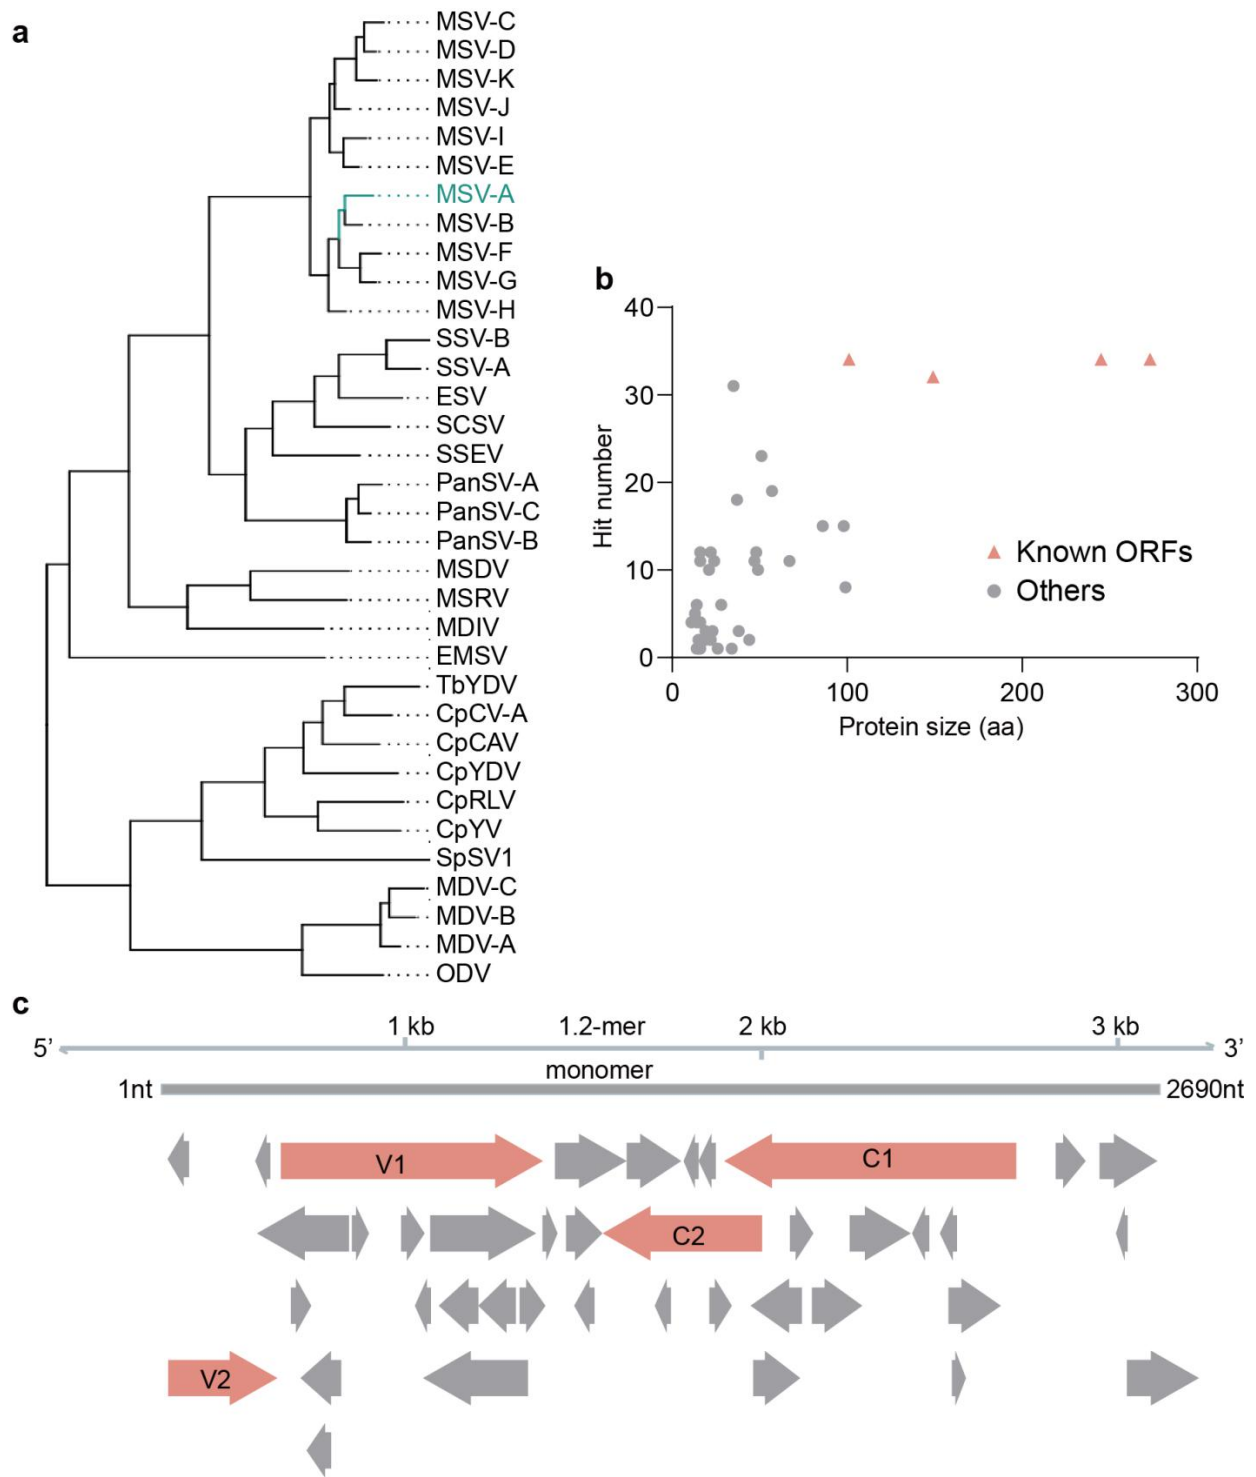 a
MSV-C
MSV-D
MSV-K
MSV-J
MSV-I
MSV-E
MSV-A
MSV-B
MSV-F
MSV-G
MSV-H
SSV-B
SSV-A
ESV
SCSV
SSEV
PanSV-A
PanSV-C
PanSV-B
MSDV
MSRV
MDIV
EMSV
TbYDV
CpCV-A
CpCAV
CpYDV
CpRLV
CpYV
SpSV1
MDV-C
MDV-B
MDV-A
ODV
b
40
30
20
10
0
Hit number
0 100 200 300
Protein size (aa)
Known ORFs
Others
c
1 kb 1.2-mer 2 kb 3 kb
5’ 3’
monomer
1nt 2690nt
V1 C1
C2
V2